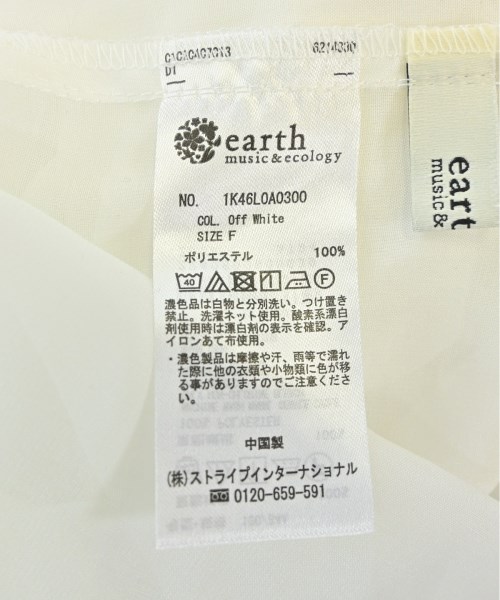 D1
earth
music&ecology
NO. 1K46L0A0300
COL. Off White
SIZE F
ポリエステル 100%
40 F
濃色品は白物と分別洗い。つけ置き
禁止。洗濯ネット使用。酸素系漂白
剤使用時は漂白剤の表示を確認。ア
イロンあて布使用。
・濃色製品は摩擦や汗、雨等で濡れ
た際に他の衣類や小物類に色が移
る事がありますのでご注意くださ
い。
中国製
(株)ストライプインターナショナル
0120-659-591
eart
music &